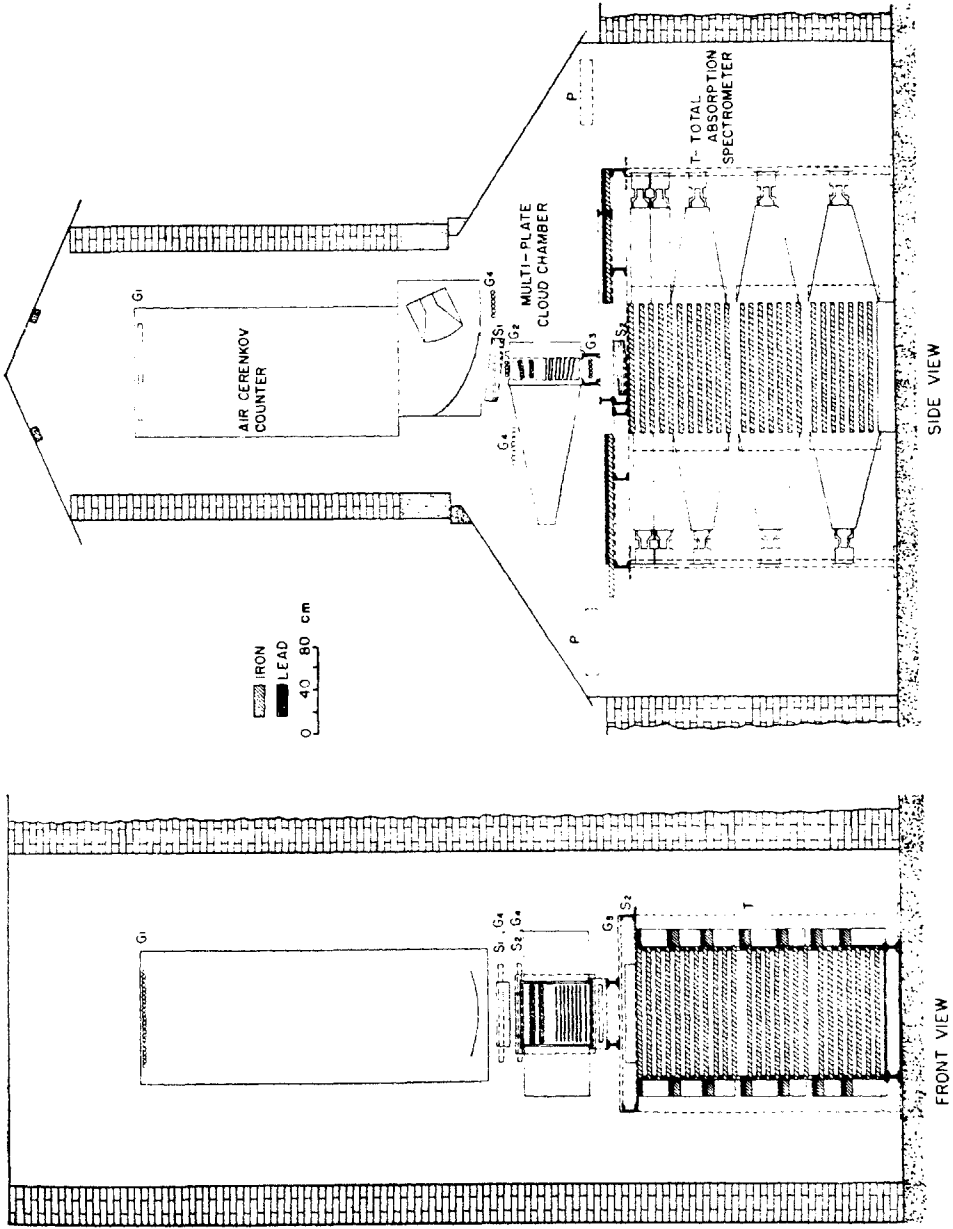 G1
S1
G4
S2
G4
G3
S2
T
FRONT VIEW
IRON
LEAD
0 40 80 cm
G1
AIR CERENKOV
COUNTER
G4
S1
G2
G4
MULTI-PLATE
CLOUD CHAMBER
G3
S2
P
P
T- TOTAL
ABSORPTION
SPECTROMETER
SIDE VIEW